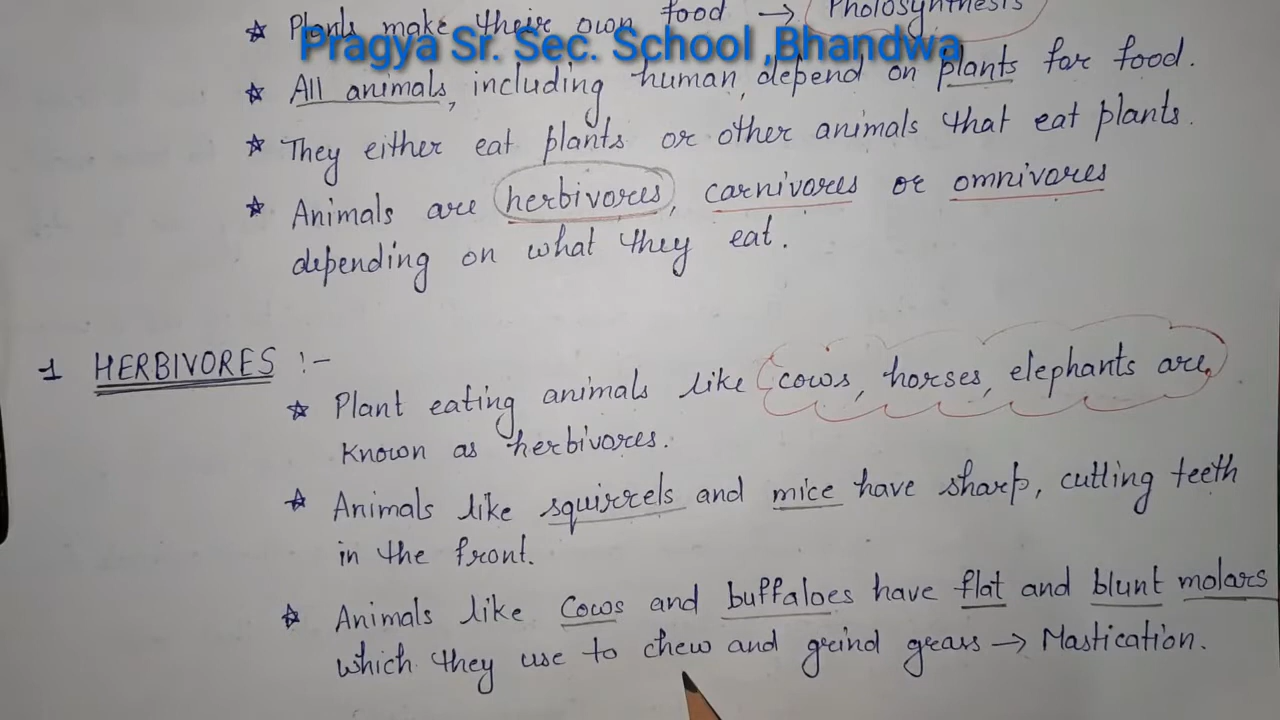 ☆ Plants make their own food → Photosynthesis
Pragya Sr. Sec. School ,Bhandwa
☆ All animals, including human, depend on plants for food.
☆ They either eat plants or other animals that eat plants.
☆ Animals are herbivores, carnivores or omnivores
depending on what they eat.
1 HERBIVORES :-
☆ Plant eating animals like cows, horses, elephants are
known as herbivores.
☆ Animals like squirrels and mice have sharp, cutting teeth
in the front.
☆ Animals like cows and buffaloes have flat and blunt molars
which they use to chew and grind grass → Mastication.